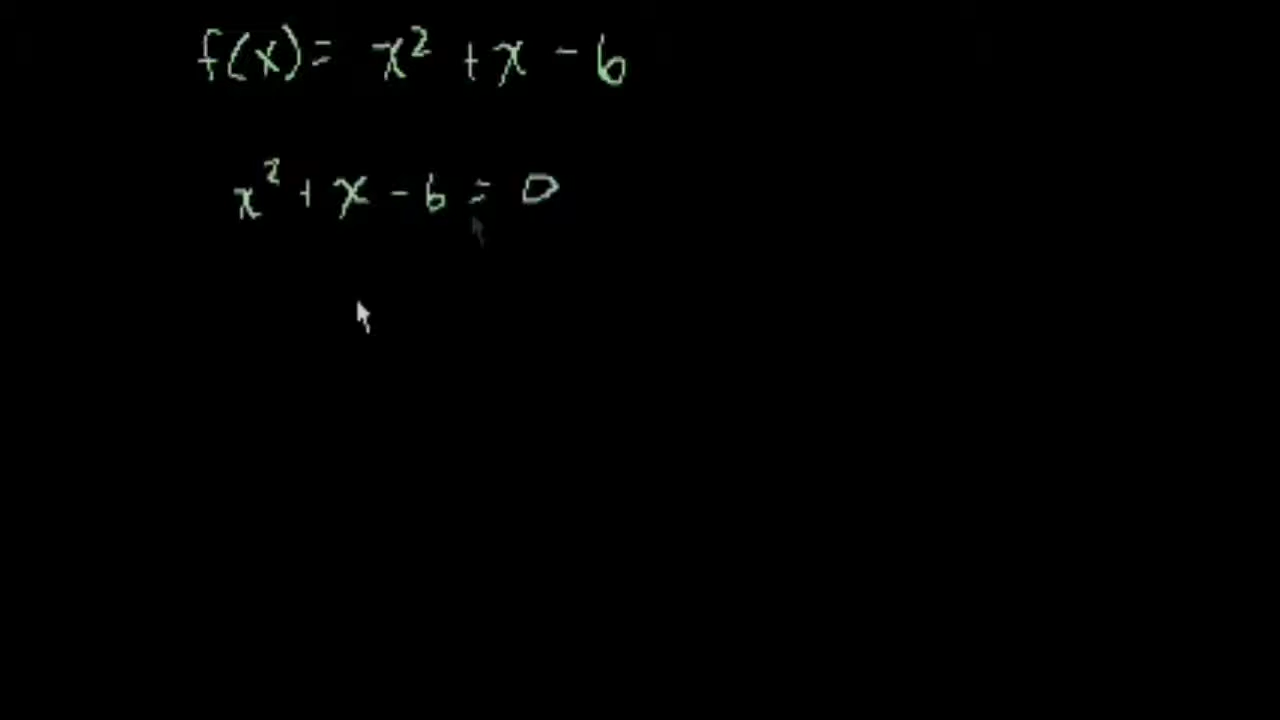 f(x) = x² + x - 6
x² + x - 6 = 0